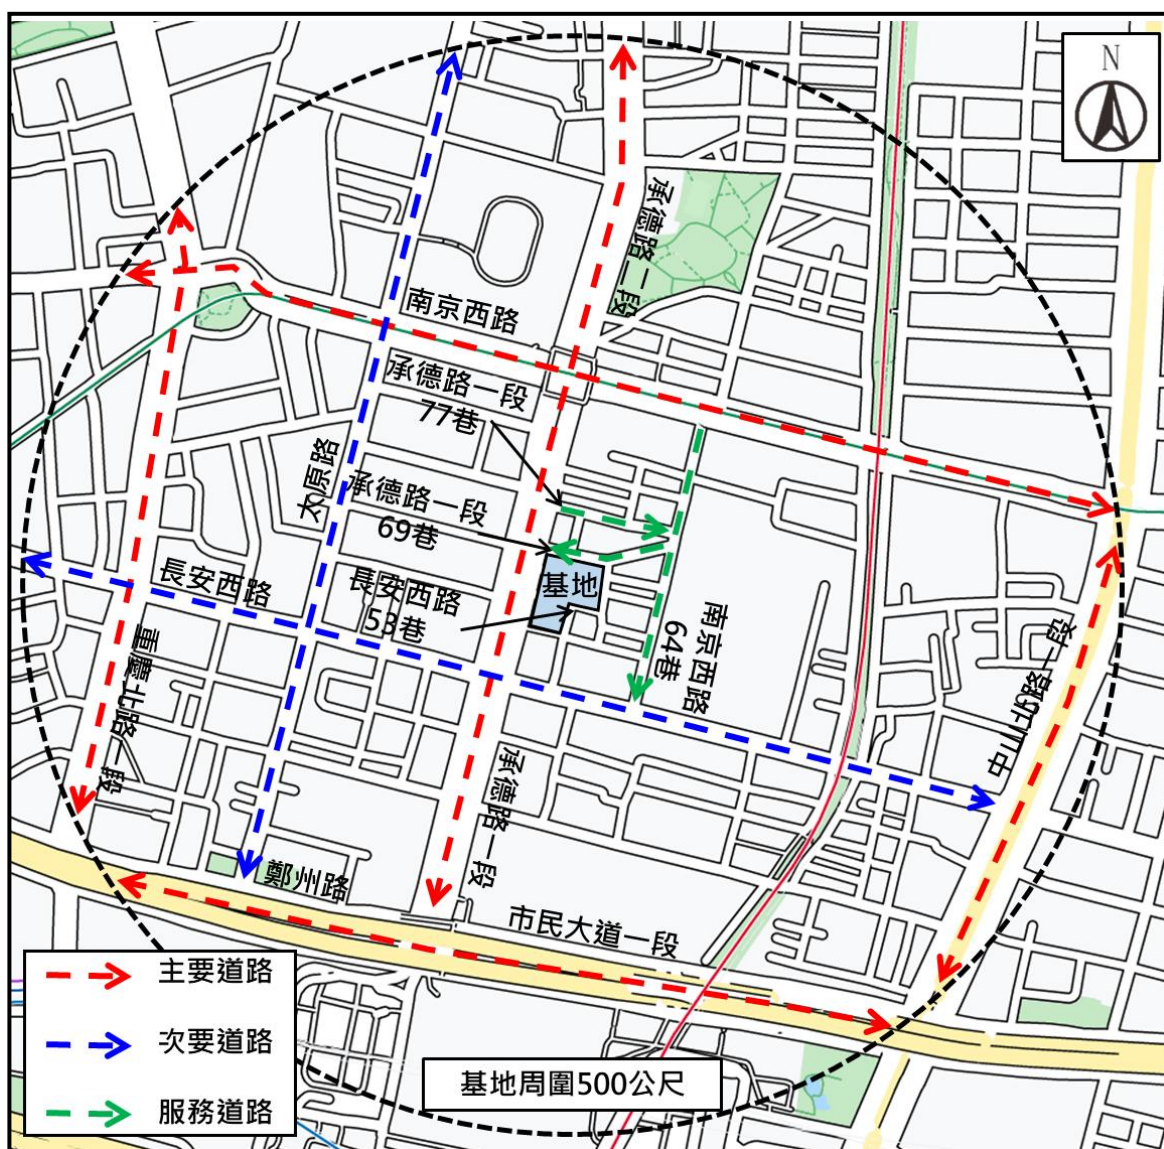 N
承德路二段
南京西路
承德路一段
77巷
太原路
承德路一段
69巷
基地
長安西路
長安西路
53巷
南京西路
64巷
重慶北路一段
中山北路一段
承德路一段
鄭州路
市民大道一段
主要道路
次要道路
服務道路
基地周圍500公尺